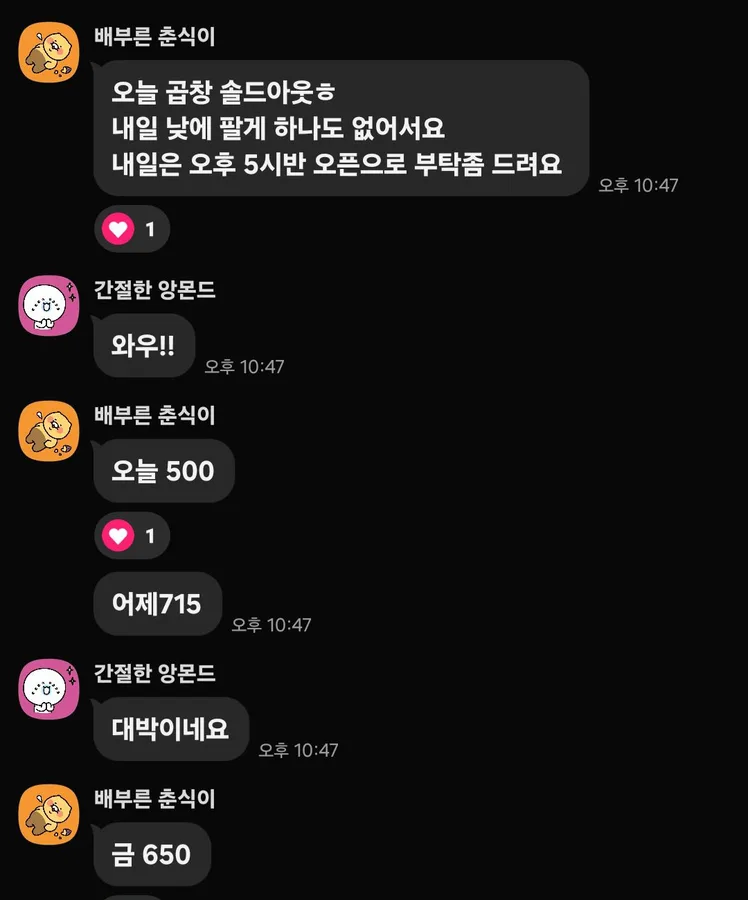 배부른 춘식이
오늘 곱창 솔드아웃ㅎ
내일 낮에 팔게 하나도 없어서요
내일은 오후 5시반 오픈으로 부탁좀 드려요
오후 10:47
1
간절한 앙몬드
와우!!
오후 10:47
배부른 춘식이
오늘 500
1
어제715
오후 10:47
간절한 앙몬드
대박이네요
오후 10:47
배부른 춘식이
금 650